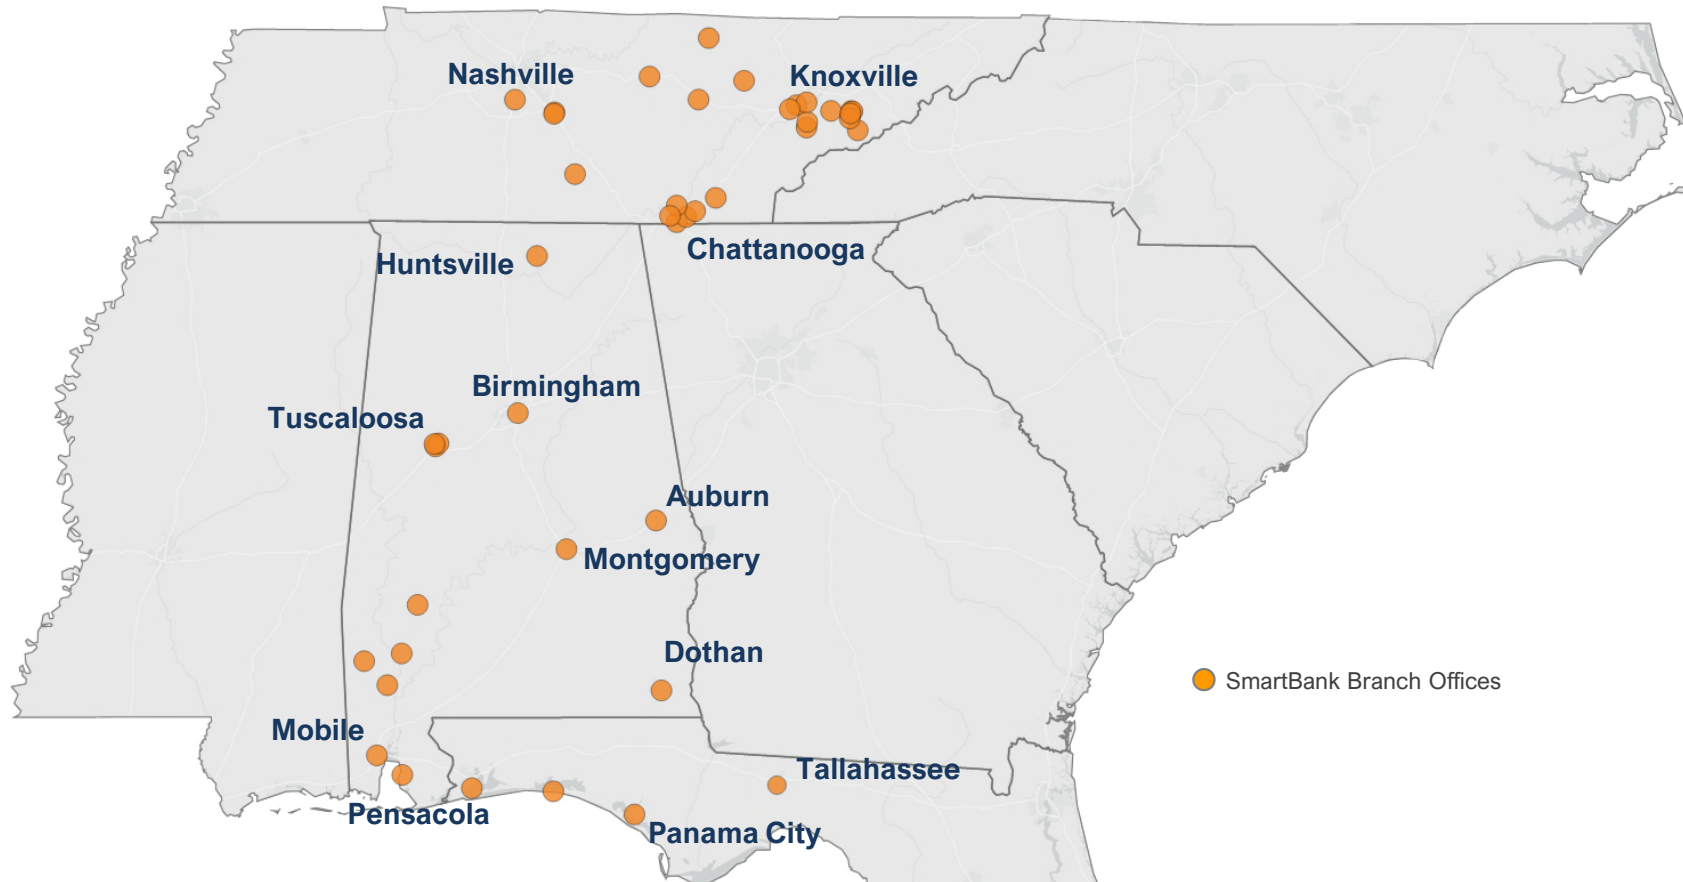 Nashville
Knoxville
Chattanooga
Huntsville
Birmingham
Tuscaloosa
Auburn
Montgomery
Dothan
SmartBank Branch Offices
Mobile
Tallahassee
Pensacola
Panama City